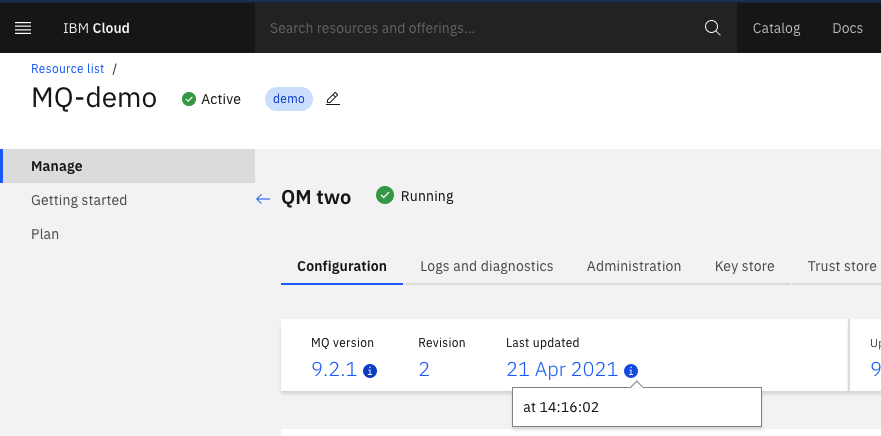 IBM Cloud Search resources and offerings... Catalog Docs
Resource list /
MQ-demo Active demo
Manage
Getting started
Plan
QM two Running
Configuration Logs and diagnostics Administration Key store Trust store
MQ version Revision Last updated
9.2.1 2 21 Apr 2021
at 14:16:02